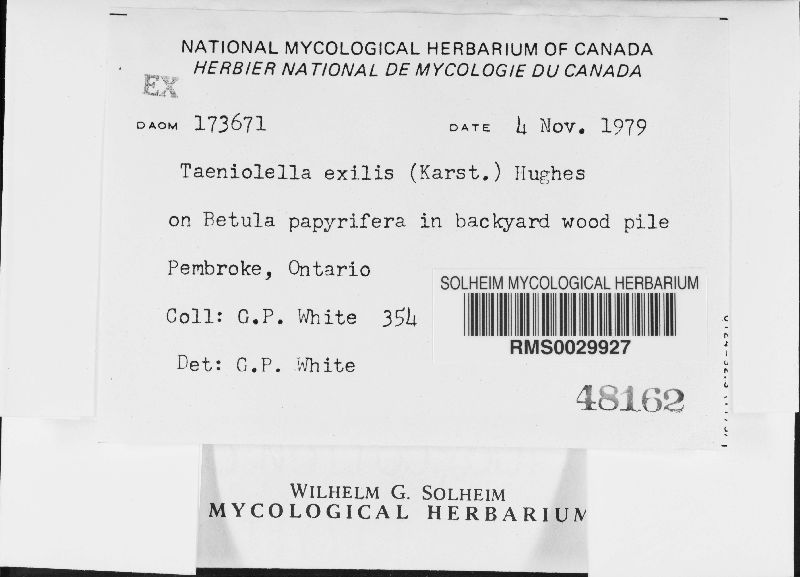 NATIONAL MYCOLOGICAL HERBARIUM OF CANADA
HERBIER NATIONAL DE MYCOLOGIE DU CANADA
EX
DAOM 173671 DATE 4 Nov. 1979
Taeniolella exilis (Karst.) Hughes
on Betula papyrifera in backyard wood pile
Pembroke, Ontario
Coll: G.P. White 354
Det: G.P. White
SOLHEIM MYCOLOGICAL HERBARIUM
RMS0029927
48162
WILHELM G. SOLHEIM
MYCOLOGICAL HERBARIUM